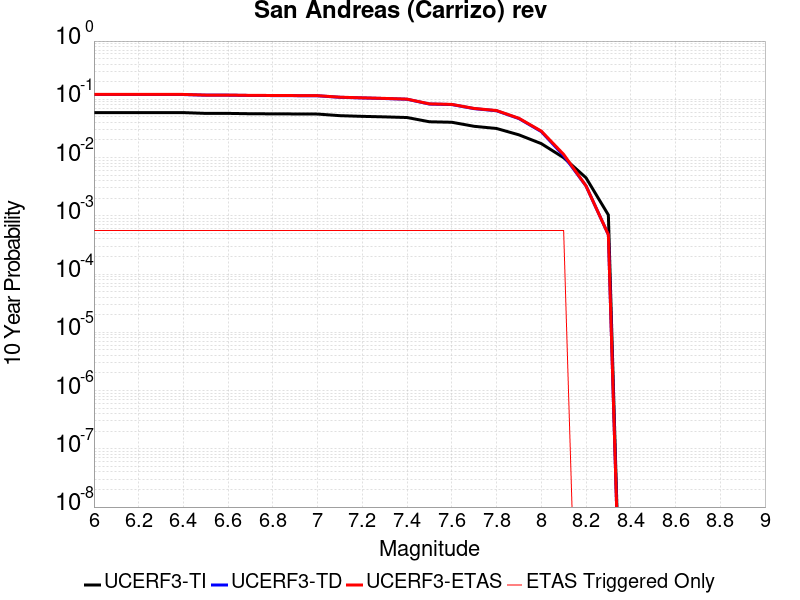 San Andreas (Carrizo) rev
10^0
10^-1
10^-2
10^-3
10^-4
10^-5
10^-6
10^-7
10^-8
10 Year Probability
6 6.2 6.4 6.6 6.8 7 7.2 7.4 7.6 7.8 8 8.2 8.4 8.6 8.8 9
Magnitude
UCERF3-TI UCERF3-TD UCERF3-ETAS ETAS Triggered Only